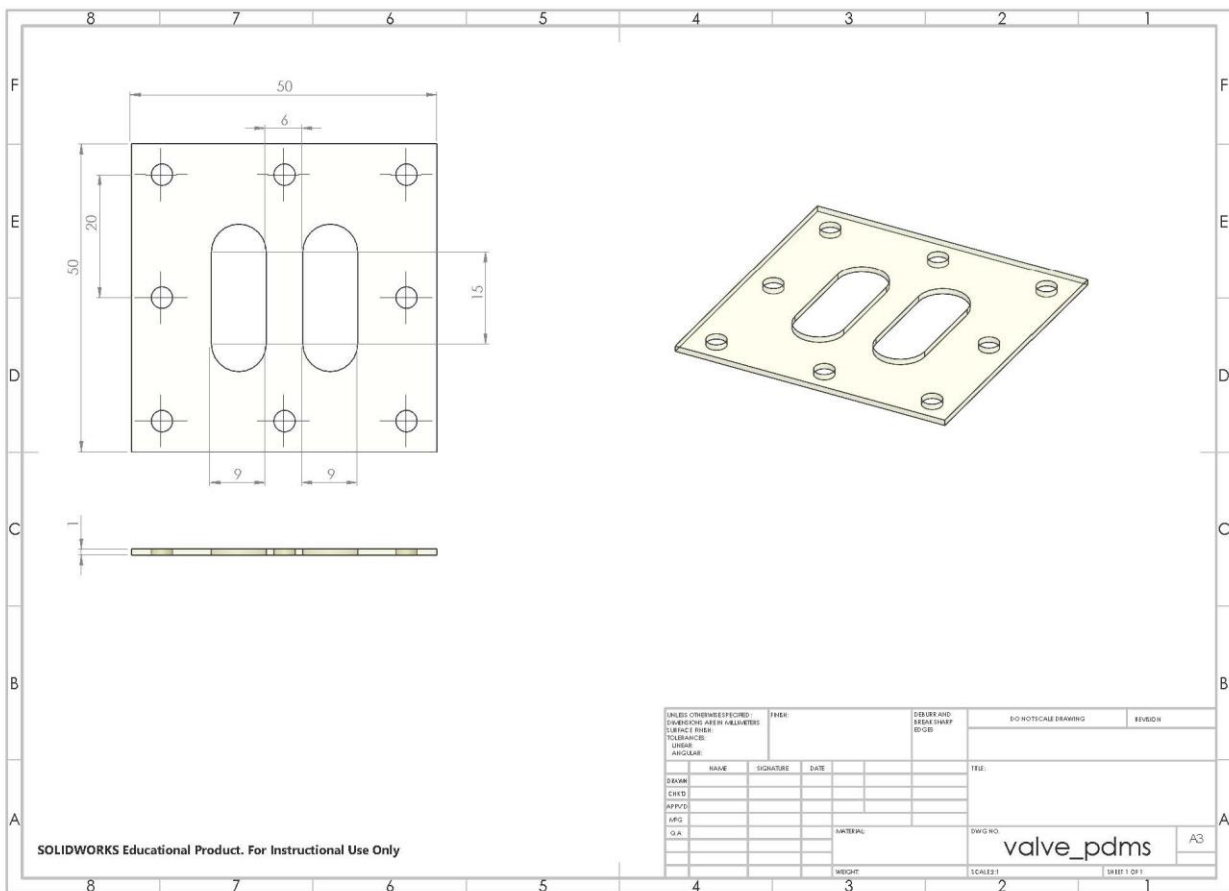 8 7 6 5 4 3 2 1
F F
50
6
E E
20
50
15
D D
9 9
C C
1
B B
UNLESS OTHERWISE SPECIFIED:
DIMENSIONS ARE IN MILLIMETERS
SURFACE FINISH:
TOLERANCES:
LINEAR:
ANGULAR:
FINISH:
DEBURR AND
BREAK SHARP
EDGES
DO NOT SCALE DRAWING
REVISION
NAME SIGNATURE DATE
TITLE:
DRAWN
CHK'D
APPV'D
MFG
Q.A
MATERIAL:
DWG NO.
valve_pdms
A3
WEIGHT:
SCALE:2:1
SHEET 1 OF 1
A A
SOLIDWORKS Educational Product. For Instructional Use Only
8 7 6 5 4 3 2 1